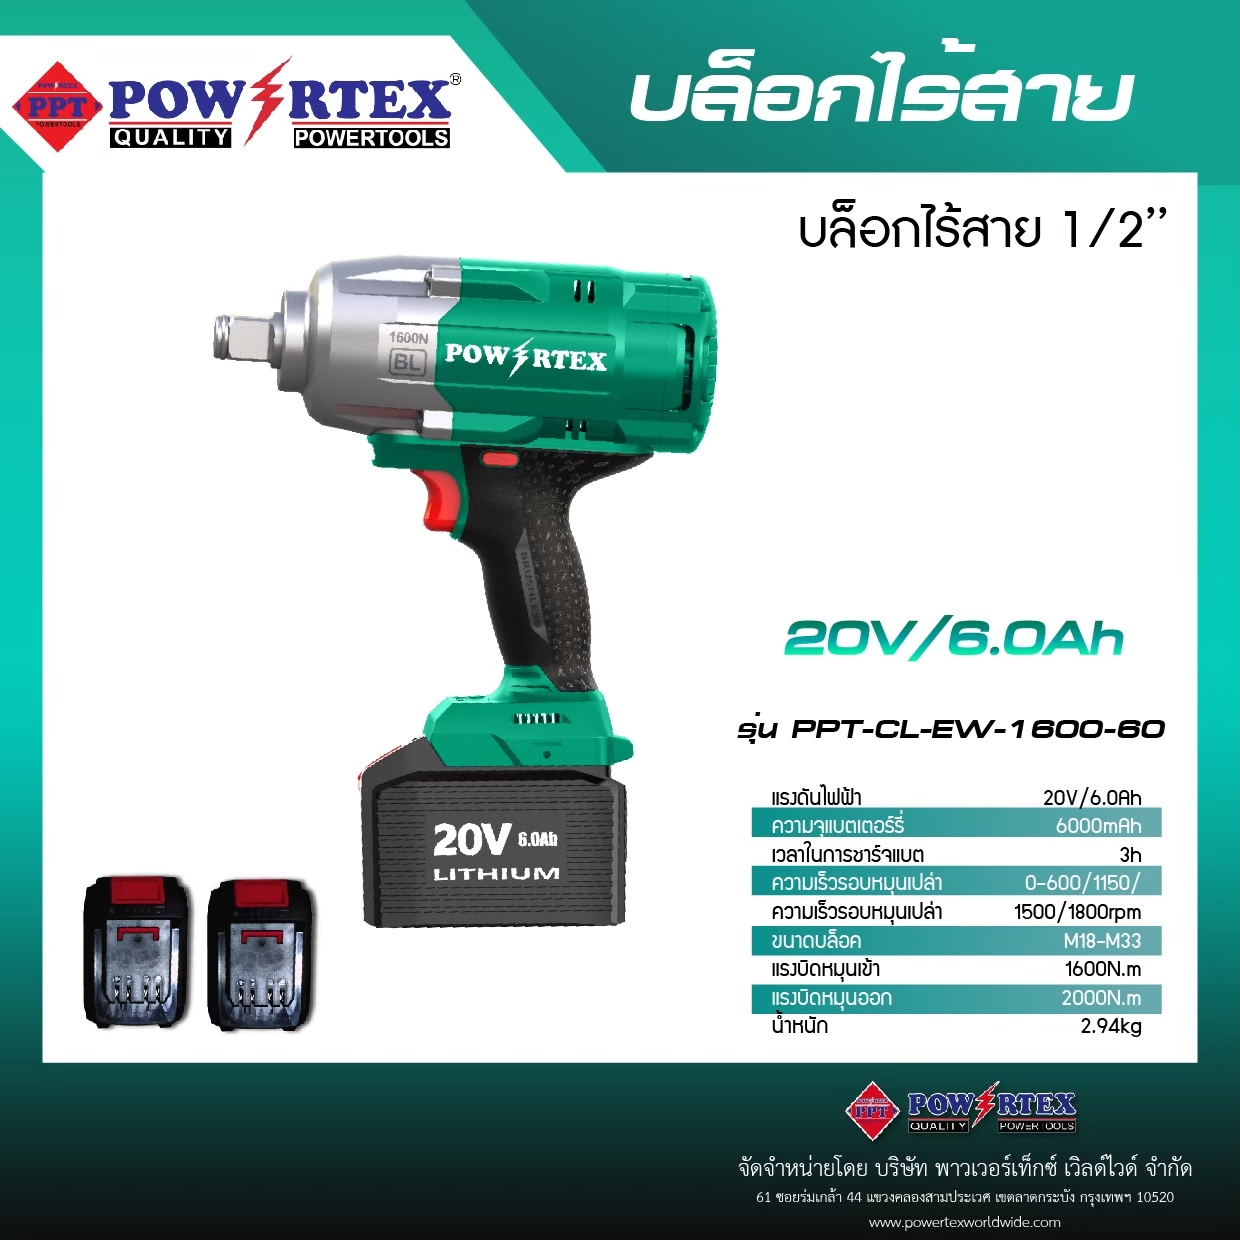 POWERTEX
PPT
POWERTOOLS
POWERTEX®
QUALITY
POWERTOOLS
บล็อกไร้สาย
บล็อกไร้สาย 1/2”
1600N
BL
POWERTEX
BRUSHLESS
20V/6.0Ah
รุ่น PPT-CL-EW-1600-60
20V 6.0Ah
LITHIUM
แรงดันไฟฟ้า 20V/6.0Ah
ความจุแบตเตอร์รี่ 6000mAh
เวลาในการชาร์จแบต 3h
ความเร็วรอบหมุนเปล่า 0-600/1150/
ความเร็วรอบหมุนเปล่า 1500/1800rpm
ขนาดบล็อค M18-M33
แรงบิดหมุนเข้า 1600N.m
แรงบิดหมุนออก 2000N.m
น้ำหนัก 2.94kg
PPT
POWERTEX
QUALITY
POWERTOOLS
จัดจำหน่ายโดย บริษัท พาวเวอร์เท็กซ์ เวิลด์ไวด์ จำกัด
61 ซอยร่มเกล้า 44 แขวงคลองสามประเวศ เขตลาดกระบัง กรุงเทพฯ 10520
www.powertexworldwide.com